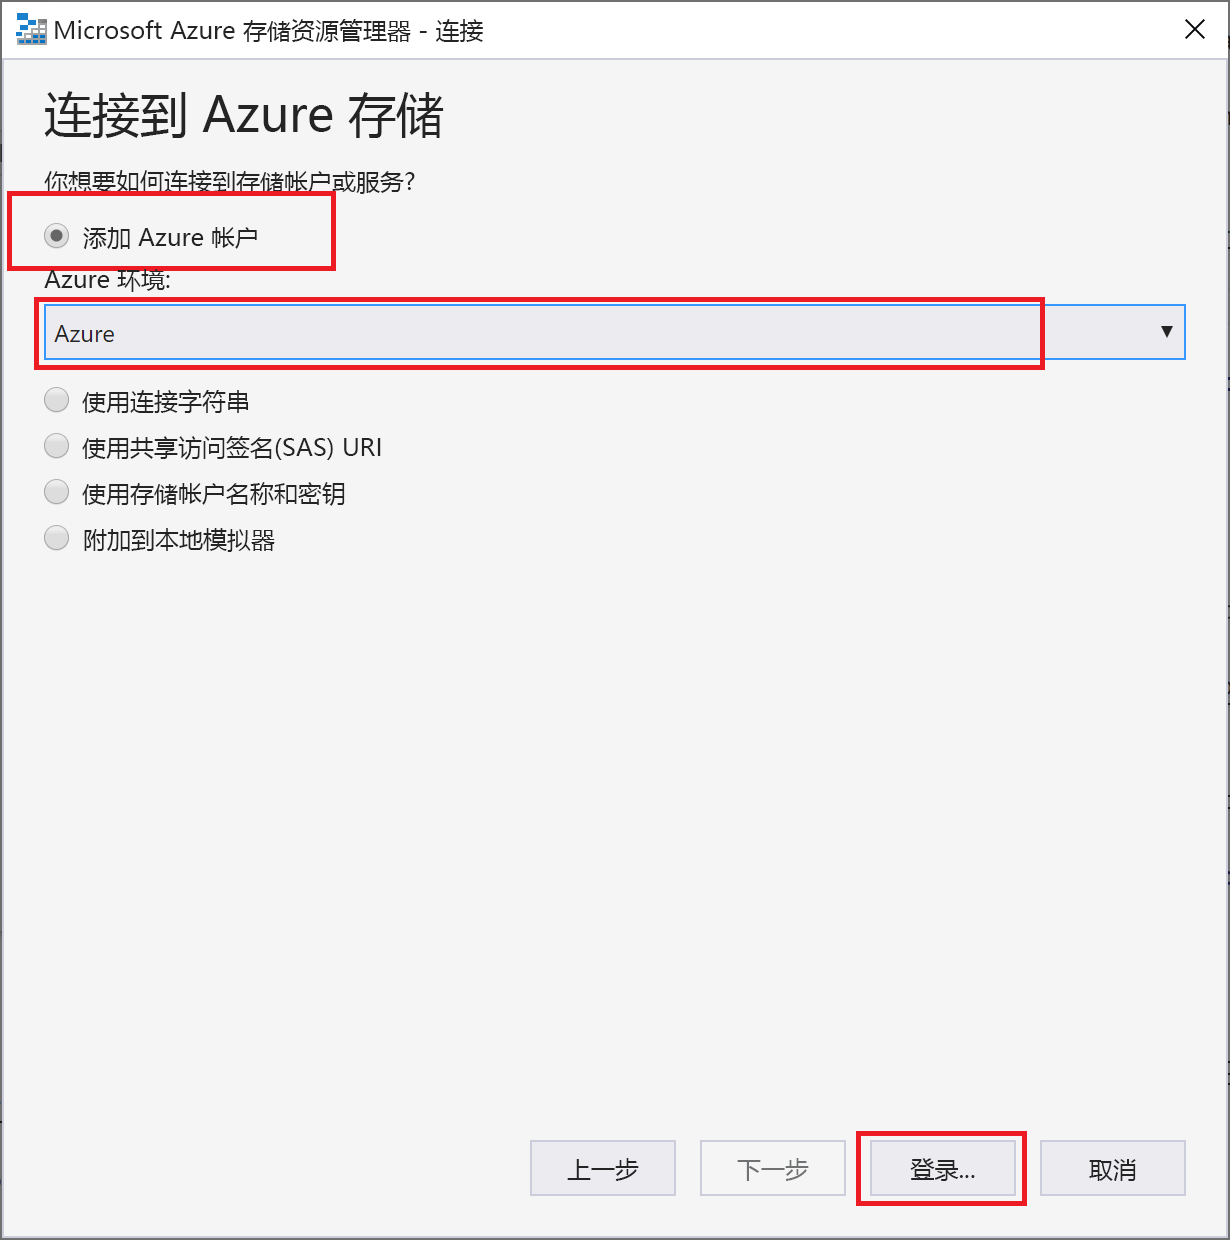 Microsoft Azure 存储资源管理器 - 连接
连接到 Azure 存储
你想要如何连接到存储帐户或服务?
添加 Azure 帐户
Azure 环境:
Azure
使用连接字符串
使用共享访问签名(SAS) URI
使用存储帐户名称和密钥
附加到本地模拟器
上一步 下一步 登录... 取消